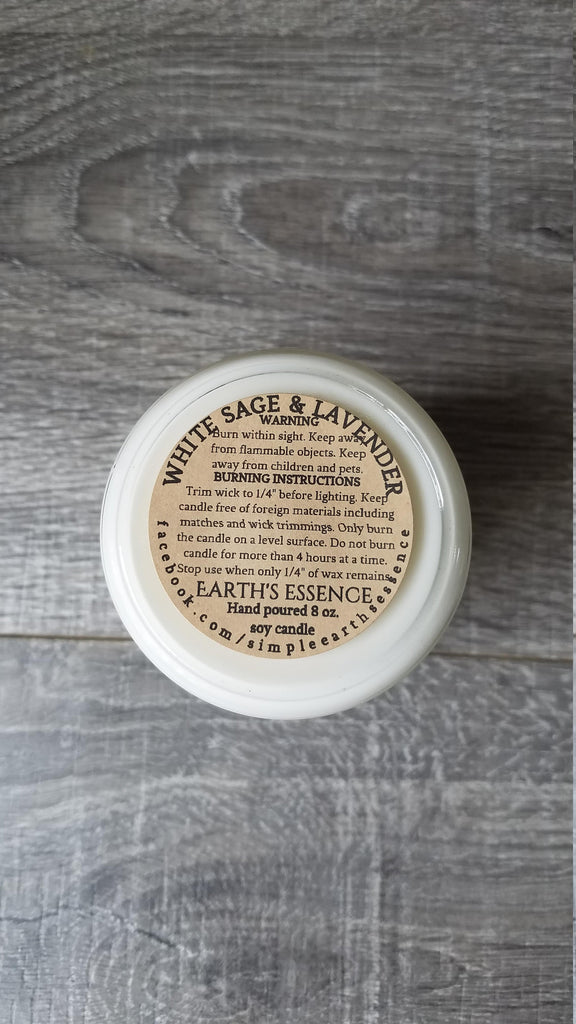 WHITE SAGE & LAVENDER
WARNING
Burn within sight. Keep away
from flammable objects. Keep
away from children and pets.
BURNING INSTRUCTIONS
Trim wick to 1/4" before lighting. Keep
candle free of foreign materials including
matches and wick trimmings. Only burn
the candle on a level surface. Do not burn
candle for more than 4 hours at a time.
Stop use when only 1/4" of wax remains.
EARTH'S ESSENCE
Hand poured 8 oz.
soy candle
facebook.com/simpleearthsessence